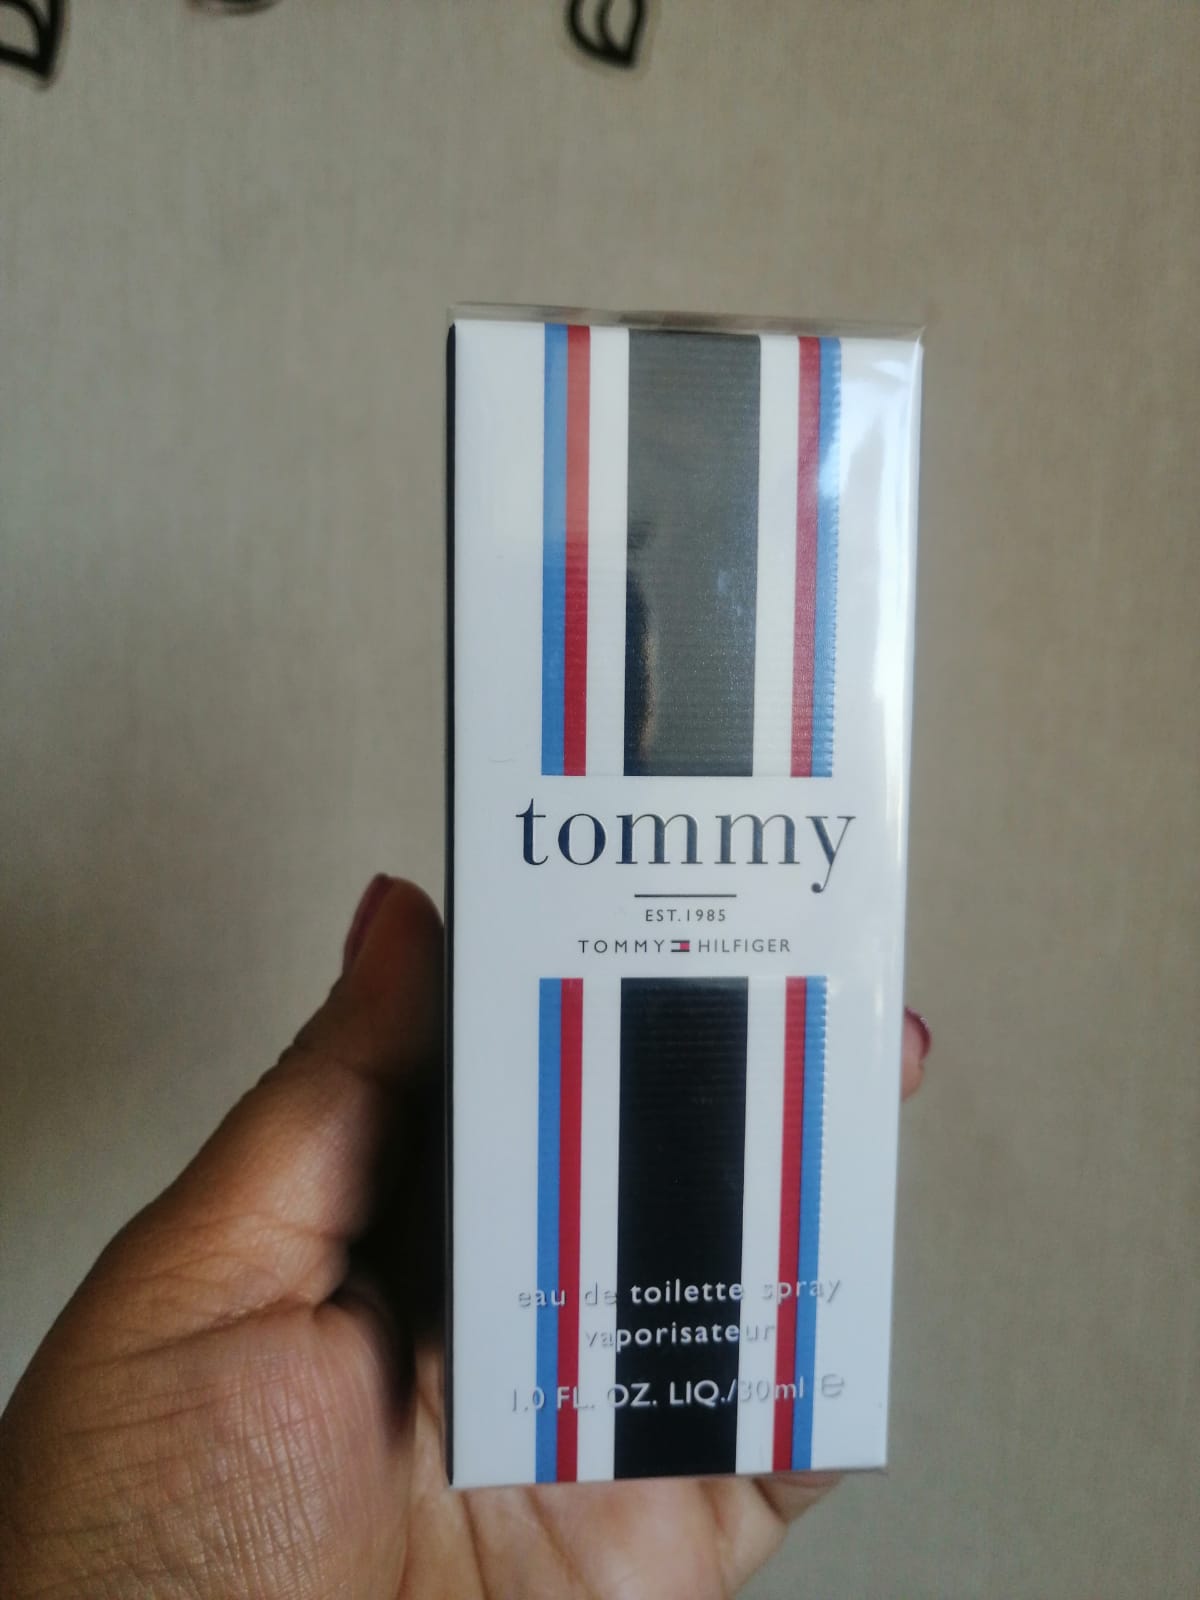 tommy
EST.1985
TOMMY HILFIGER
eau de toilette spray
vaporisateur
1.0 FL. OZ. LIQ./30ml e